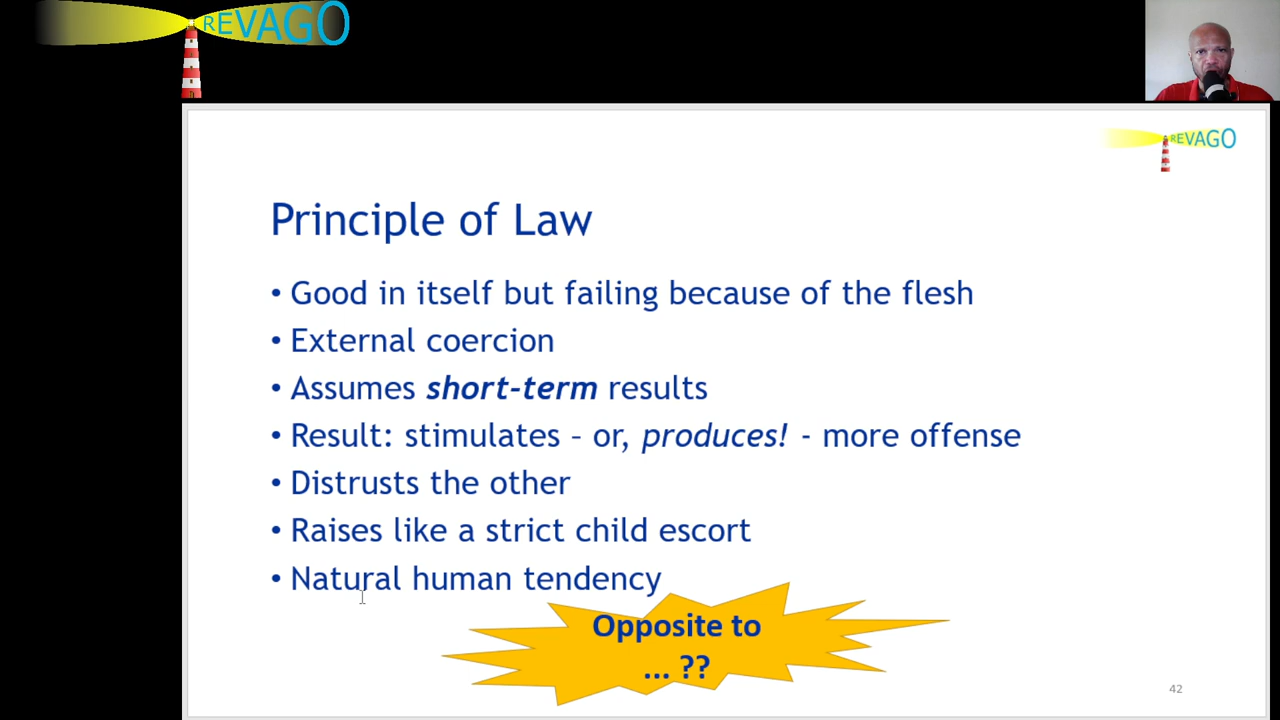 REVAGO
REVAGO
Principle of Law
• Good in itself but failing because of the flesh
• External coercion
• Assumes short-term results
• Result: stimulates – or, produces! - more offense
• Distrusts the other
• Raises like a strict child escort
• Natural human tendency
Opposite to
... ??
42